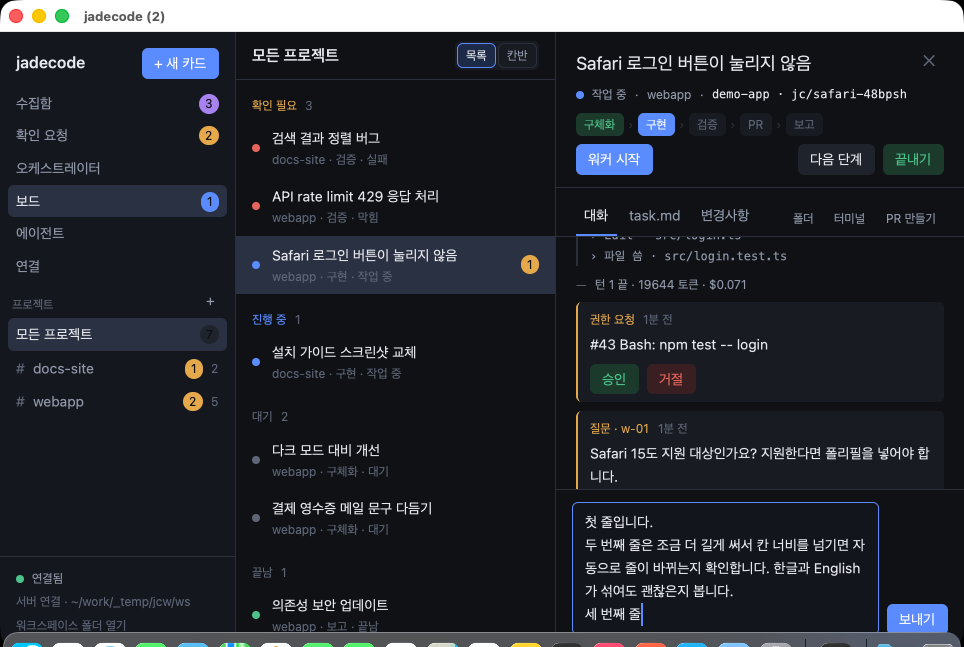 jadecode (2)
jadecode
+ 새 카드
수집함 3
확인 요청 2
오케스트레이터
보드 1
에이전트
연결
프로젝트 +
모든 프로젝트 7
# docs-site 1 2
# webapp 2 5
연결됨
서버 연결 · ~/work/_temp/jcw/ws
워크스페이스 폴더 열기
모든 프로젝트
목록 칸반
확인 필요 3
검색 결과 정렬 버그
docs-site · 검증 · 실패
API rate limit 429 응답 처리
webapp · 검증 · 막힘
Safari 로그인 버튼이 눌리지 않음
webapp · 구현 · 작업 중
1
진행 중 1
설치 가이드 스크린샷 교체
docs-site · 구현 · 작업 중
대기 2
다크 모드 대비 개선
webapp · 구체화 · 대기
결제 영수증 메일 문구 다듬기
webapp · 구체화 · 대기
끝남 1
의존성 보안 업데이트
webapp · 보고 · 끝남
Safari 로그인 버튼이 눌리지 않음
작업 중 · webapp · demo-app · jc/safari-48bpsh
구체화 › 구현 › 검증 › PR › 보고
워커 시작 다음 단계 끝내기
대화 task.md 변경사항 폴더 터미널 PR 만들기
› Edit · src/login.ts
› 파일 씀 · src/login.test.ts
— 턴 1 끝 · 19644 토큰 · $0.071
권한 요청 1분 전
#43 Bash: npm test -- login
승인 거절
질문 · w-01 1분 전
Safari 15도 지원 대상인가요? 지원한다면 폴리필을 넣어야 합
니다.
첫 줄입니다.
두 번째 줄은 조금 더 길게 써서 칸 너비를 넘기면 자
동으로 줄이 바뀌는지 확인합니다. 한글과 English
가 섞여도 괜찮은지 봅니다.
세 번째 줄
보내기